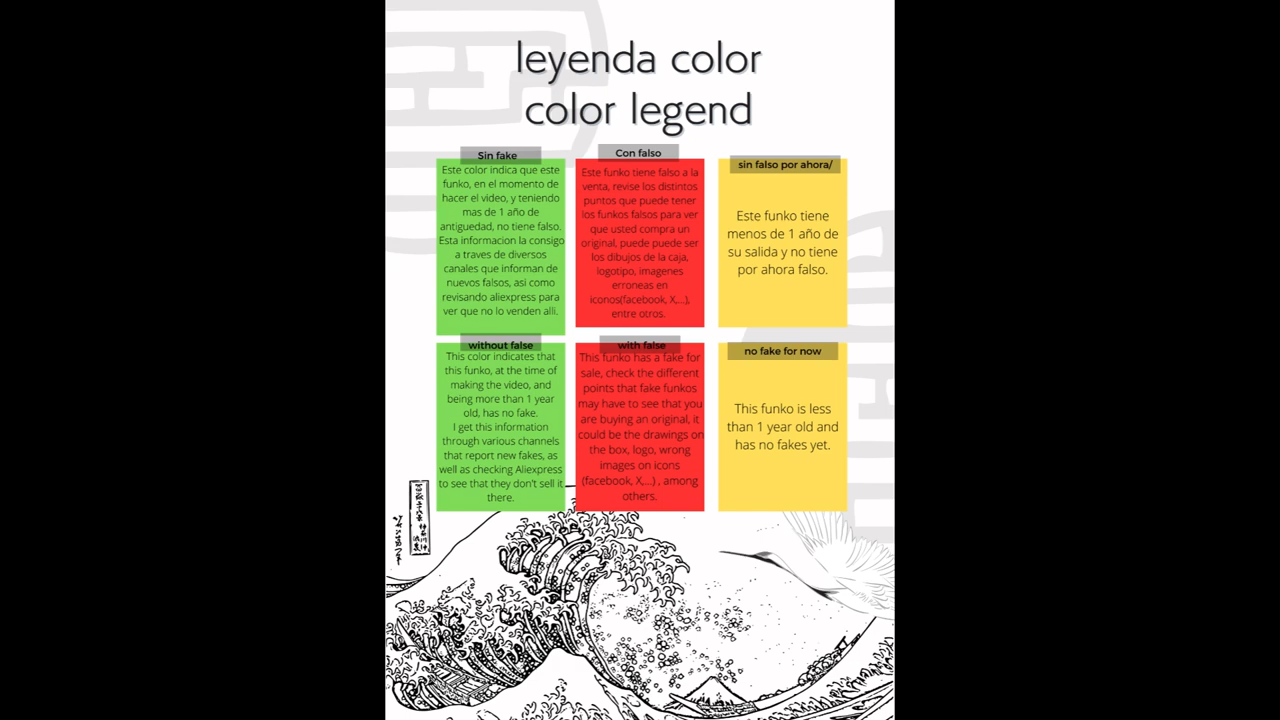 leyenda color
color legend
Sin fake
Este color indica que este
funko, en el momento de
hacer el video, y teniendo
mas de 1 año de
antiguedad, no tiene falso.
Esta informacion la consigo
a traves de diversos
canales que informan de
nuevos falsos, asi como
revisando aliexpress para
ver que no lo venden alli.
Con falso
Este funko tiene falso a la
venta, revise los distintos
puntos que puede tener
los funkos falsos para ver
que usted compra un
original, puede puede ser
los dibujos de la caja,
logotipo, imagenes
erroneas en
iconos(facebook, X,...),
entre otros.
sin falso por ahora/
Este funko tiene
menos de 1 año de
su salida y no tiene
por ahora falso.
without false
This color indicates that
this funko, at the time of
making the video, and
being more than 1 year
old, has no fake.
I get this information
through various channels
that report new fakes, as
well as checking Aliexpress
to see that they don't sell it
there.
with false
This funko has a fake for
sale, check the different
points that fake funkos
may have to see that you
are buying an original, it
could be the drawings on
the box, logo, wrong
images on icons
(facebook, X,...) , among
others.
no fake for now
This funko is less
than 1 year old and
has no fakes yet.